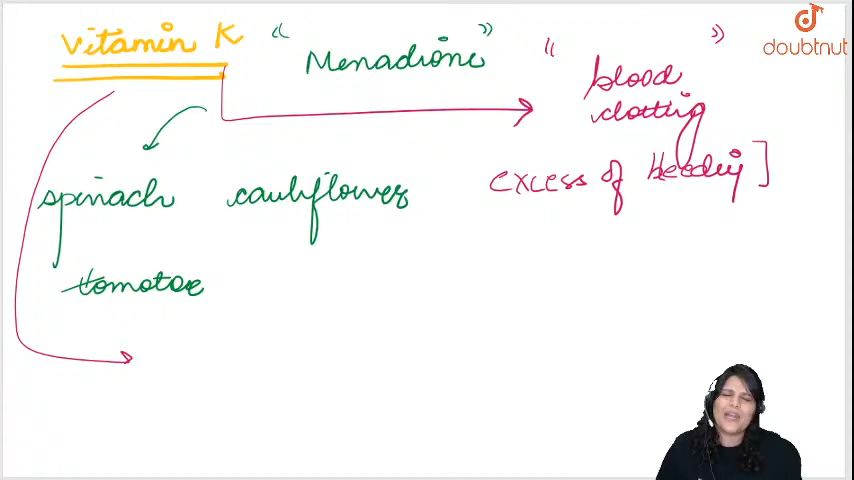 Vitamin K " Menadione "
" blood clotting "
doubtnut
spinach cauliflower
excess of bleeding ]
tomatoe